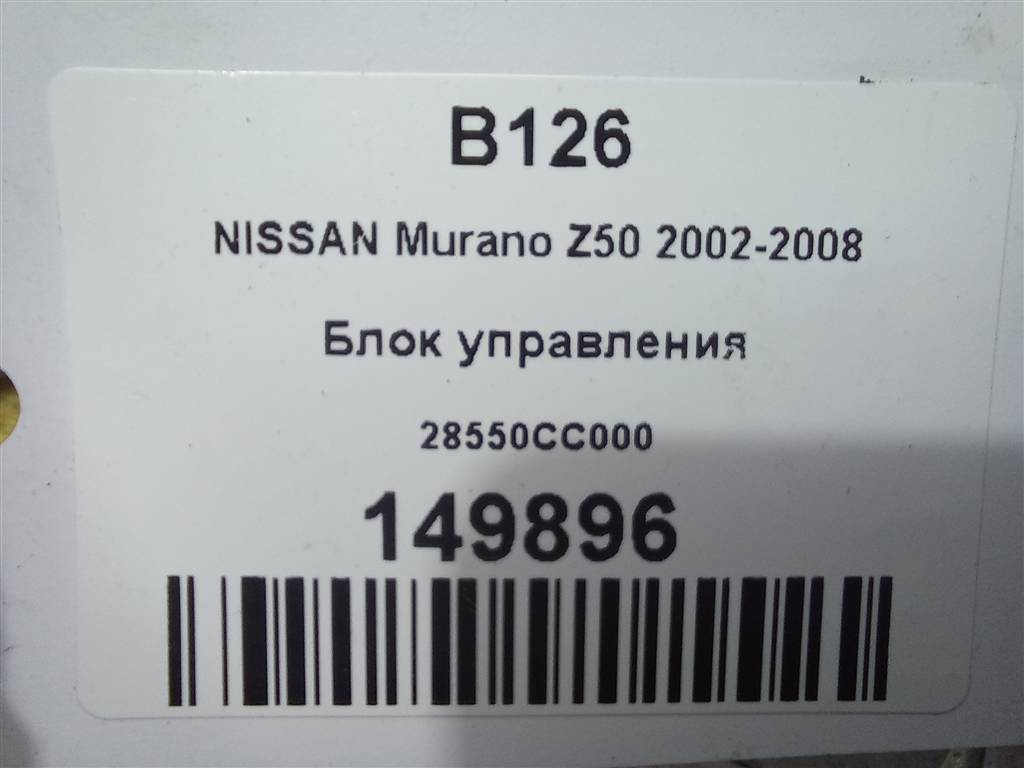 B126
NISSAN Murano Z50 2002-2008
Блок управления
28550CC000
149896